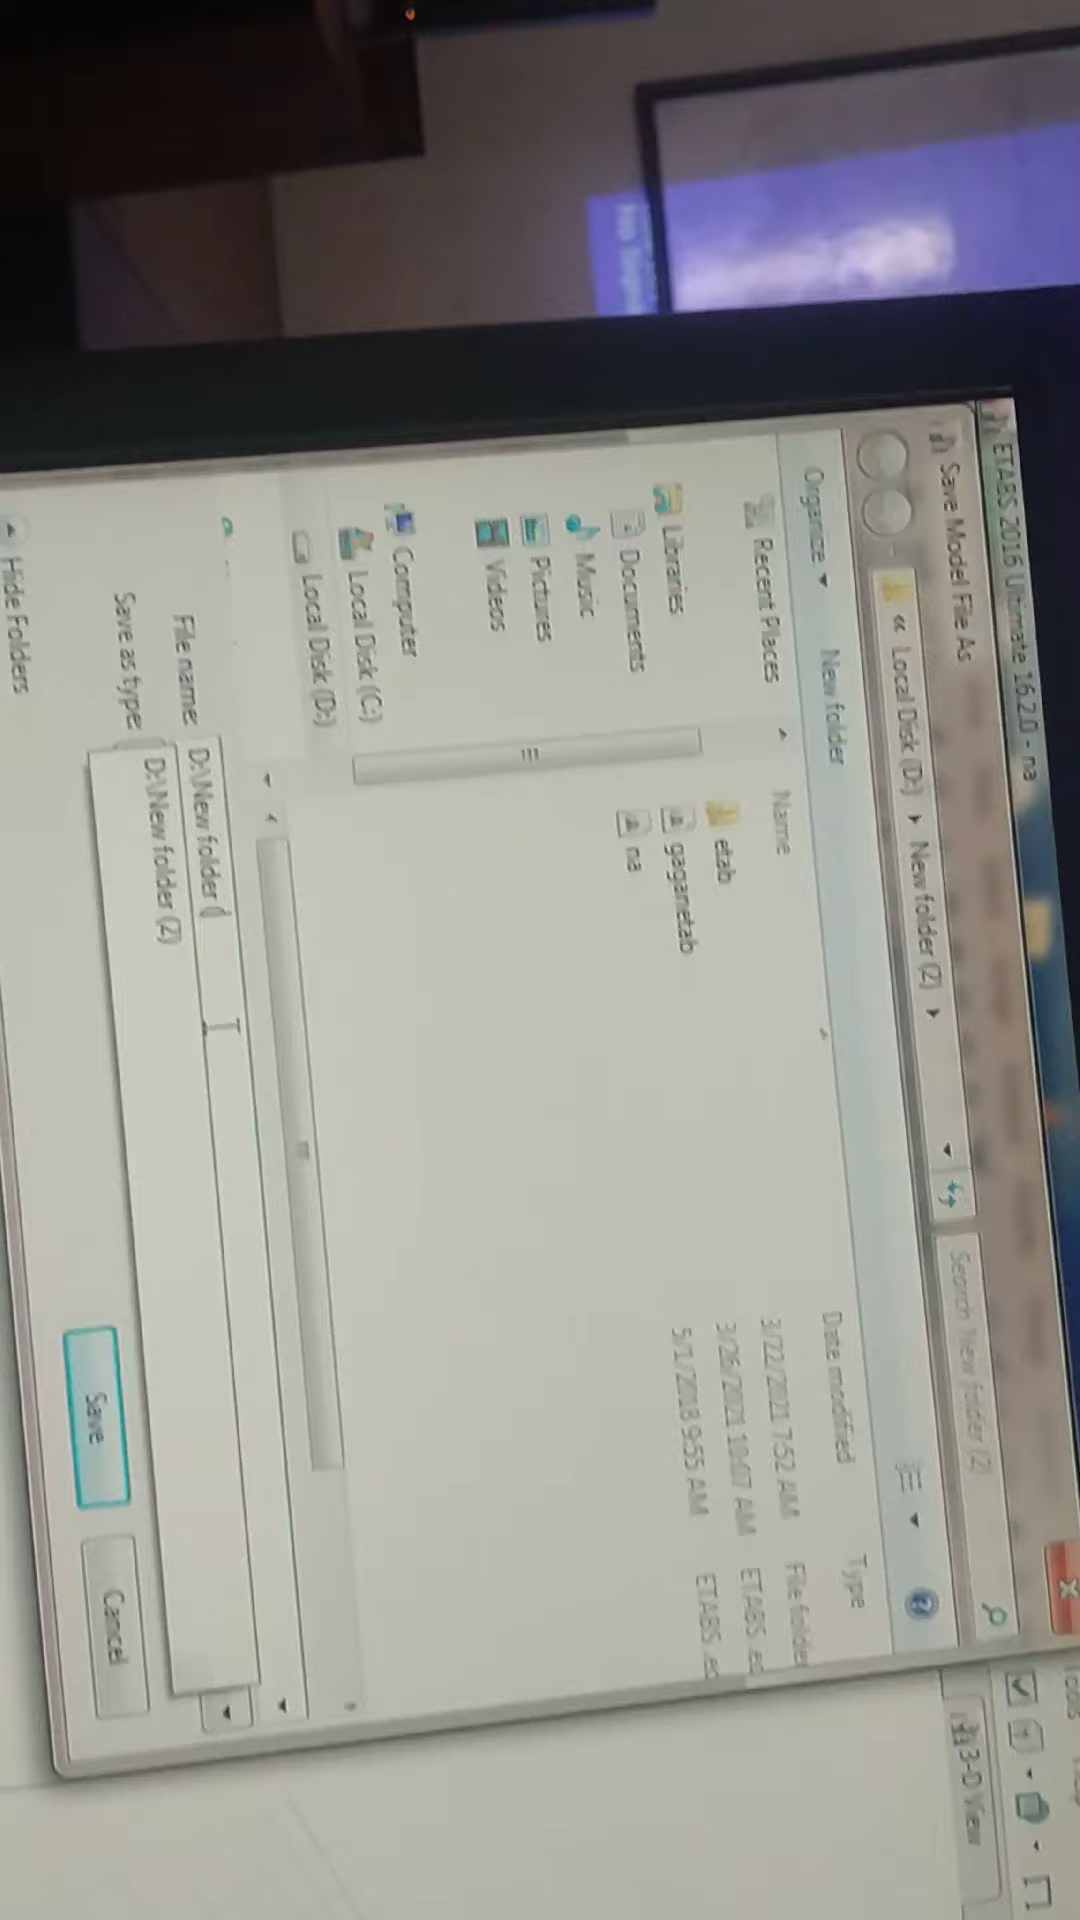 ETABS 2016 Ultimate 16.2.0 - na
Save Model File As
« Local Disk (D:) New folder (2)
Search New folder (2)
Organize New folder
Name Date modified Type
Recent Places
Libraries
Documents
Music
Pictures
Videos
Computer
Local Disk (C:)
Local Disk (D:)
etab 3/22/2021 7:52 AM File folder
gaganetab 3/26/2021 10:07 AM ETABS .ed
na 5/1/2018 9:55 AM ETABS .ed
File name: D:\New folder (
Save as type:
D:\New folder (2)
Hide Folders
Save Cancel
3-D View